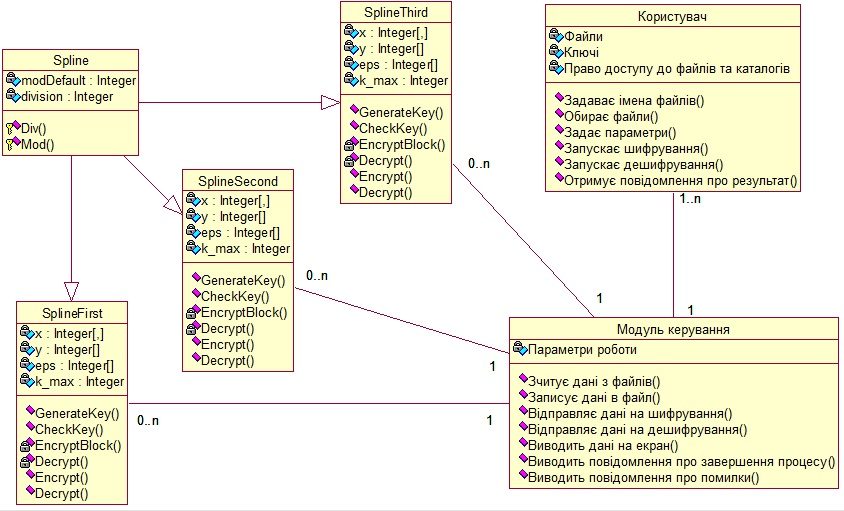 Spline
modDefault : Integer
division : Integer
Div()
Mod()
SplineThird
x : Integer[,]
y : Integer[]
eps : Integer[]
k_max : Integer
GenerateKey()
CheckKey()
EncryptBlock()
Decrypt()
Encrypt()
Decrypt()
Користувач
Файли
Ключі
Право доступу до файлів та каталогів
Задаває імена файлів()
Обирає файли()
Задає параметри()
Запускає шифрування()
Запускає дешифрування()
Отримує повідомлення про результат()
SplineSecond
x : Integer[,]
y : Integer[]
eps : Integer[]
k_max : Integer
GenerateKey()
CheckKey()
EncryptBlock()
Decrypt()
Encrypt()
Decrypt()
0..n
1..n
0..n
1
1
SplineFirst
x : Integer[,]
y : Integer[]
eps : Integer[]
k_max : Integer
GenerateKey()
CheckKey()
EncryptBlock()
Decrypt()
Encrypt()
Decrypt()
1
0..n
1
Модуль керування
Параметри роботи
Зчитує дані з файлів()
Записує дані в файл()
Відправляє дані на шифрування()
Відправляє дані на дешифрування()
Виводить дані на екран()
Виводить повідомлення про завершення процесу()
Виводить повідомлення про помилки()